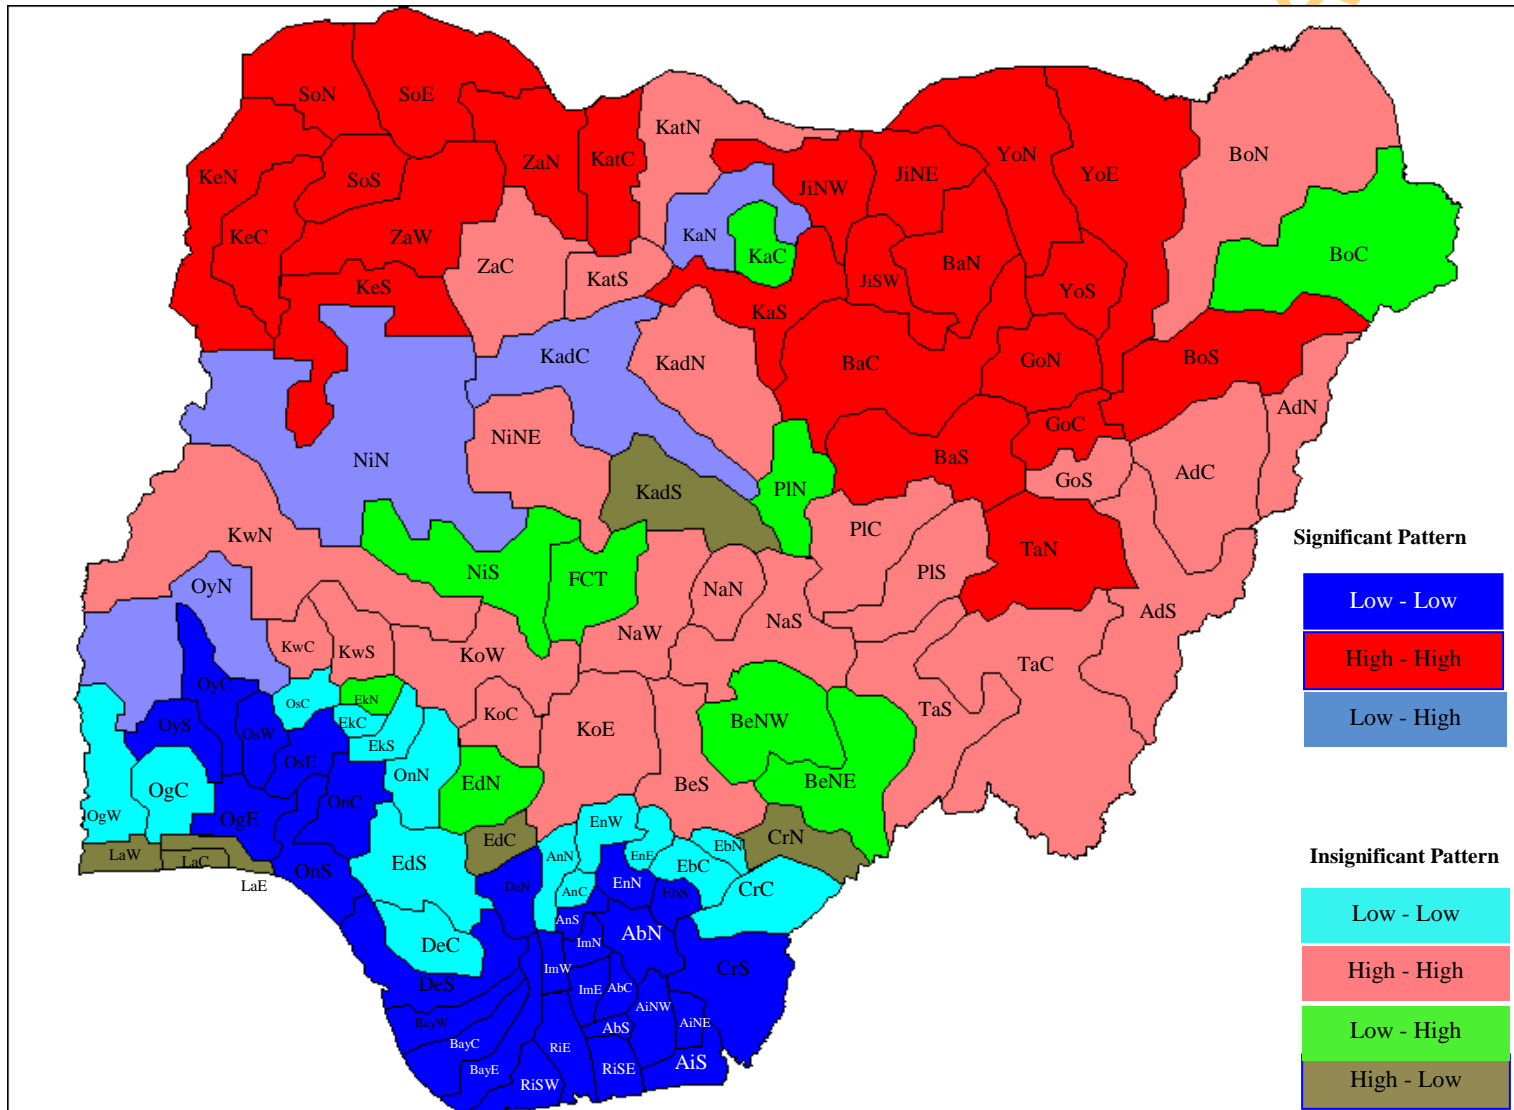 SoN
SoE
KatN
ZaN
KatC
YoN
BoN
JiNE
YoE
KeN
SoS
JiNW
KeC
ZaW
KaN
KaC
BaN
BoC
ZaC
KatS
JiSW
KeS
YoS
KaS
KadC
KadN
BaC
GoN
BoS
AdN
NiNE
GoC
NiN
BaS
AdC
KadS
PlN
GoS
KwN
PlC
TaN
Significant Pattern
NiS
FCT
PlS
OyN
NaN
Low - Low
AdS
NaW
NaS
KwC
KwS
KoW
High - High
TaC
OyC
OsC
EkN
KoC
TaS
Low - High
OyS
OsW
EkC
EkS
KoE
BeNW
OsE
OnN
EdN
BeS
BeNE
OgC
OnC
OgW
OgE
EnW
EdC
CrN
EbN
LaW
LaC
OnS
EdS
AnN
EnE
EbC
Insignificant Pattern
LaE
DeN
AnC
EnN
EbS
CrC
AnS
Low - Low
DeC
ImN
AbN
ImW
CrS
High - High
DeS
ImE
AbC
AiNW
BayW
AbS
AiNE
Low - High
BayC
RiE
BayE
RiSW
RiSE
AiS
High - Low